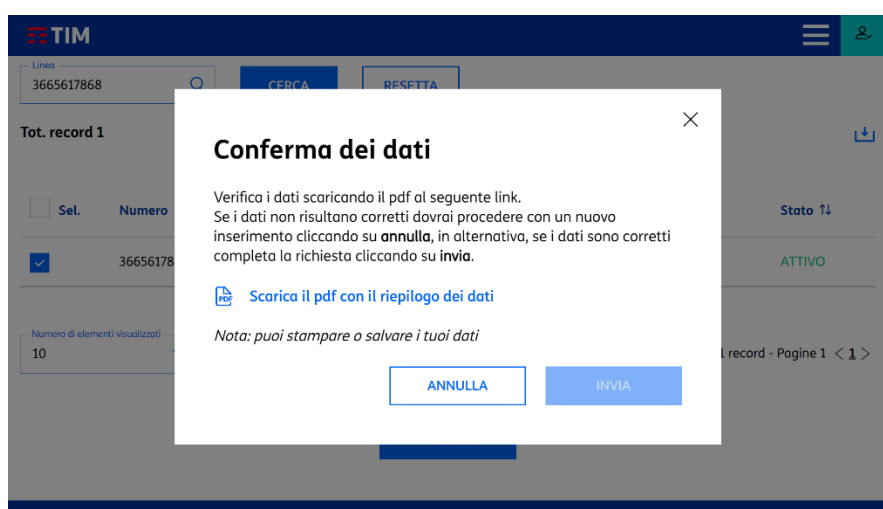 TIM
Linea
3665617868
CERCA
RESETTA
Tot. record 1
Conferma dei dati
Verifica i dati scaricando il pdf al seguente link.
Se i dati non risultano corretti dovrai procedere con un nuovo
inserimento cliccando su annulla, in alternativa, se i dati sono corretti
completa la richiesta cliccando su invia.
Sel.
Numero
Stato
36656178
ATTIVO
PDF
Scarica il pdf con il riepilogo dei dati
Nota: puoi stampare o salvare i tuoi dati
Numero di elementi visualizzati
10
record - Pagine 1 < 1 >
ANNULLA
INVIA